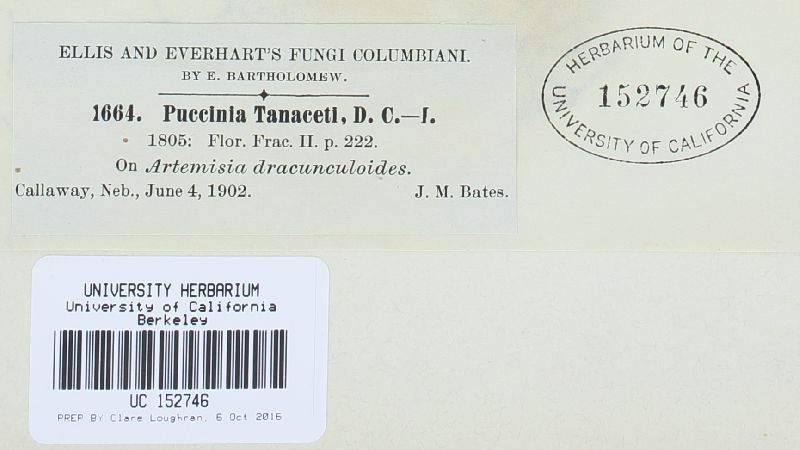 ELLIS AND EVERHART'S FUNGI COLUMBIANI.
BY E. BARTHOLOMEW.
1664. Puccinia Tanaceti, D. C.—I.
1805: Flor. Frac. II. p. 222.
On Artemisia dracunculoides.
Callaway, Neb., June 4, 1902. J. M. Bates.
HERBARIUM OF THE
152746
UNIVERSITY OF CALIFORNIA
UNIVERSITY HERBARIUM
University of California
Berkeley
UC 152746
PREP BY Clare Loughran, 6 Oct 2016